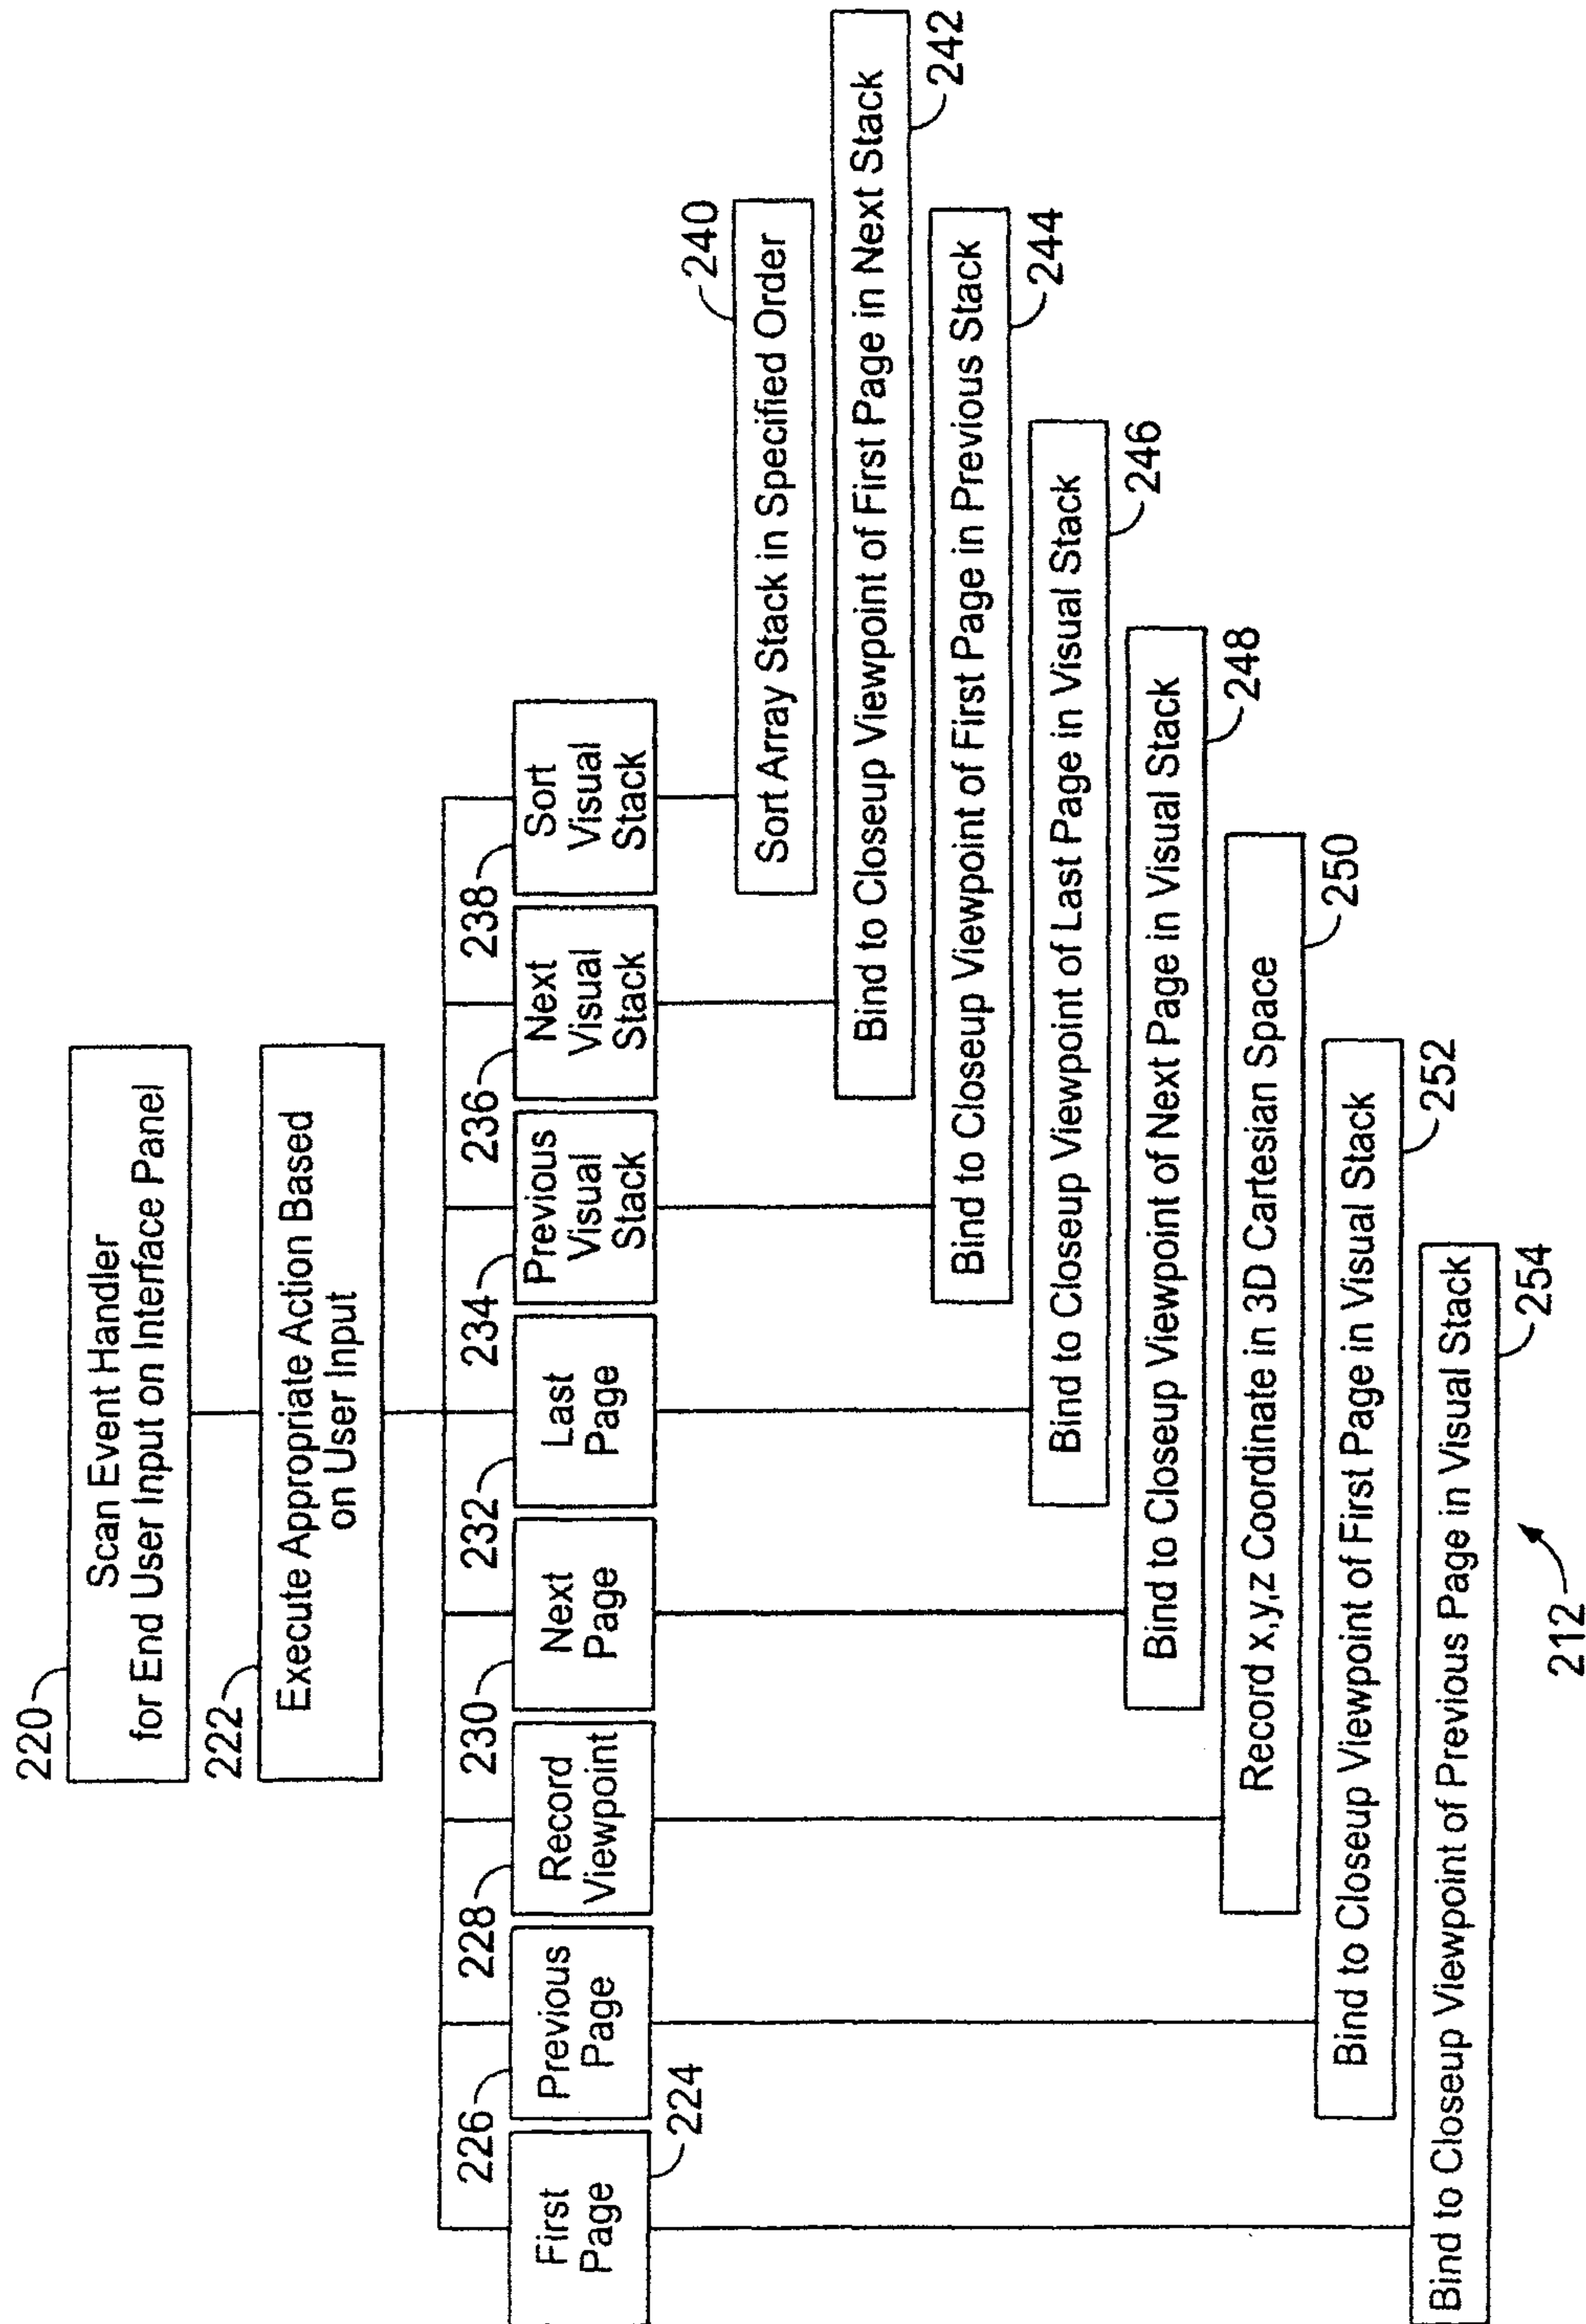 220
Scan Event Handler
for End User Input on Interface Panel
222
Execute Appropriate Action Based
on User Input
First
Page
224
226
Previous
Page
228
Record
Viewpoint
230
Next
Page
232
Last
Page
234
Previous
Visual
Stack
236
Next
Visual
Stack
238
Sort
Visual
Stack
240
Sort Array Stack in Specified Order
Bind to Closeup Viewpoint of First Page in Next Stack
242
Bind to Closeup Viewpoint of First Page in Previous Stack
244
Bind to Closeup Viewpoint of Last Page in Visual Stack
246
Bind to Closeup Viewpoint of Next Page in Visual Stack
248
Record x,y,z Coordinate in 3D Cartesian Space
250
Bind to Closeup Viewpoint of First Page in Visual Stack
252
Bind to Closeup Viewpoint of Previous Page in Visual Stack
254
212